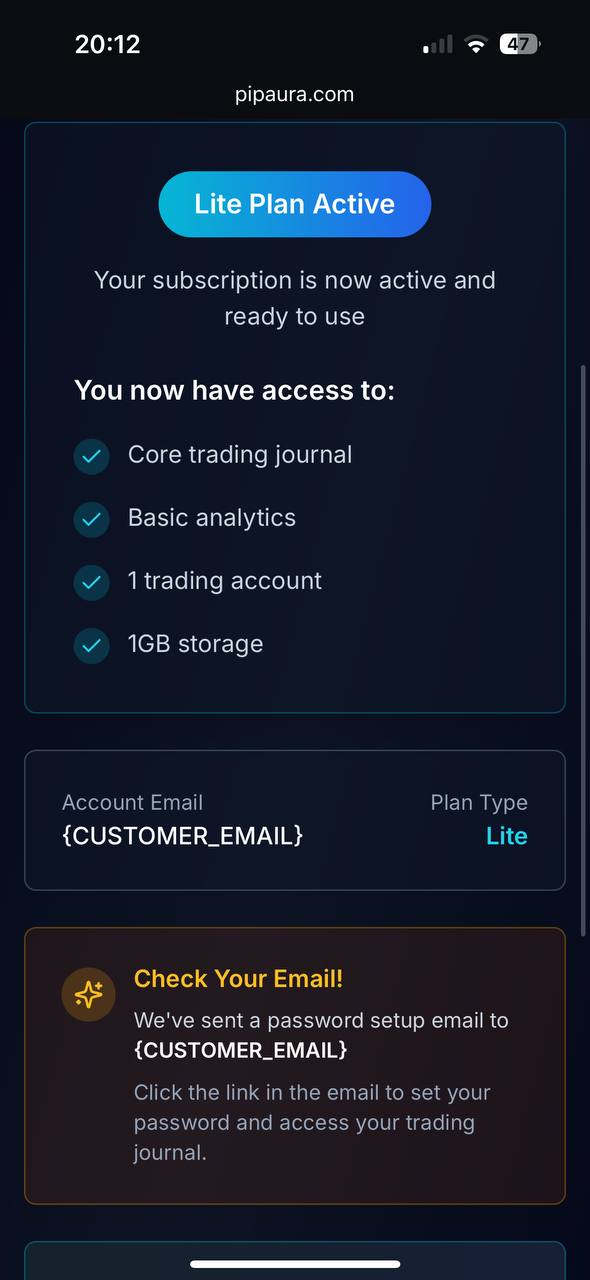 20:12
47
pipaura.com
Lite Plan Active
Your subscription is now active and
ready to use
You now have access to:
Core trading journal
Basic analytics
1 trading account
1GB storage
Account Email
Plan Type
{CUSTOMER_EMAIL}
Lite
Check Your Email!
We've sent a password setup email to
{CUSTOMER_EMAIL}
Click the link in the email to set your
password and access your trading
journal.